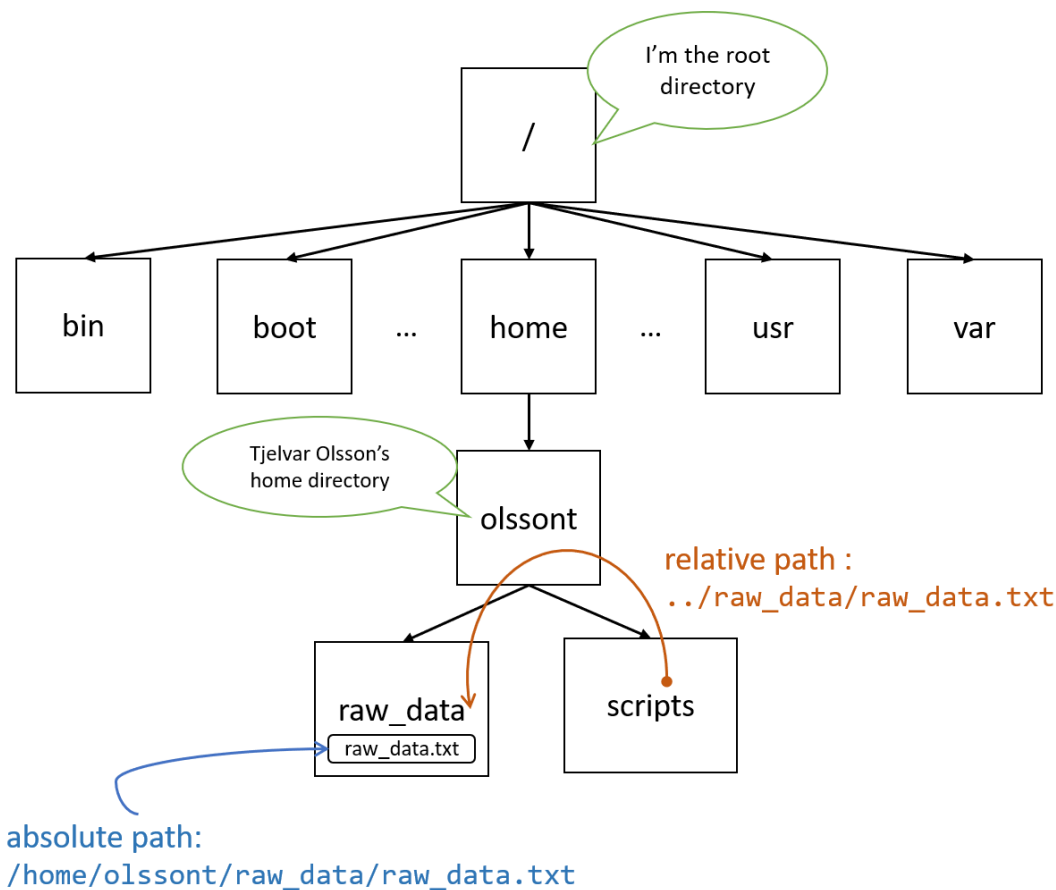 I'm the root
directory
/
bin
boot
...
home
...
usr
var
Tjelvar Olsson's
home directory
olssont
relative path :
../raw_data/raw_data.txt
raw_data
raw_data.txt
scripts
absolute path:
/home/olssont/raw_data/raw_data.txt